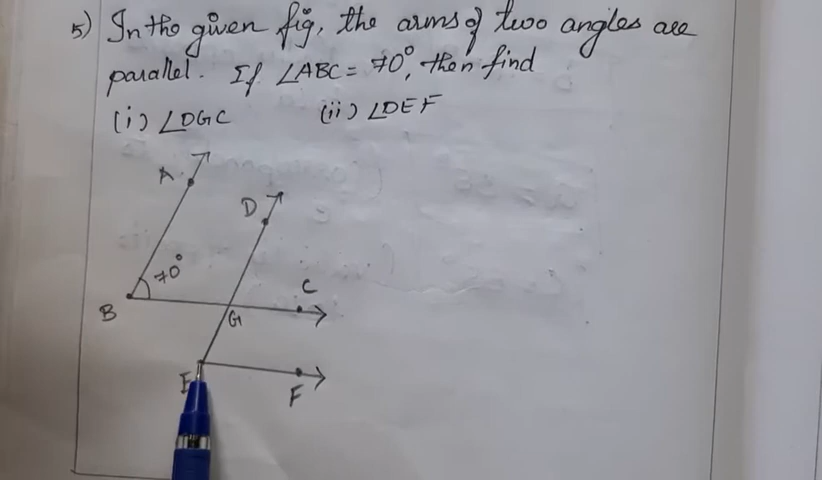 5) In the given fig, the arms of two angles are
parallel. If ∠ABC = 70°, then find
(i) ∠DGC (ii) ∠DEF
A
D
70°
C
B
G
E
F